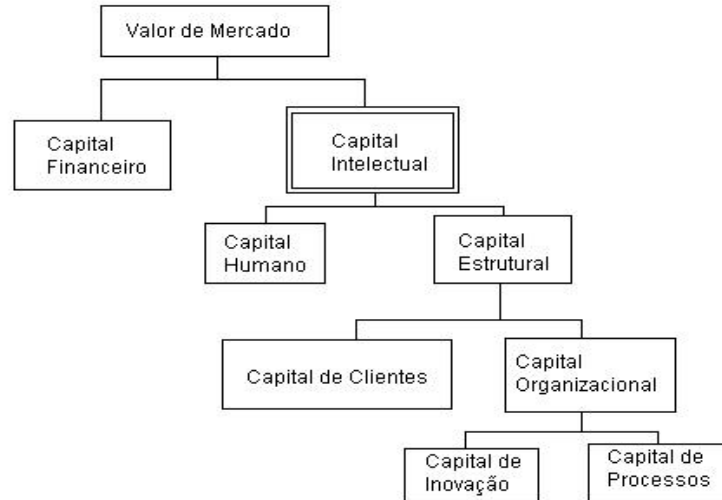 Valor de Mercado
Capital
Financeiro
Capital
Intelectual
Capital
Humano
Capital
Estrutural
Capital de Clientes
Capital
Organizacional
Capital de
Inovação
Capital de
Processos